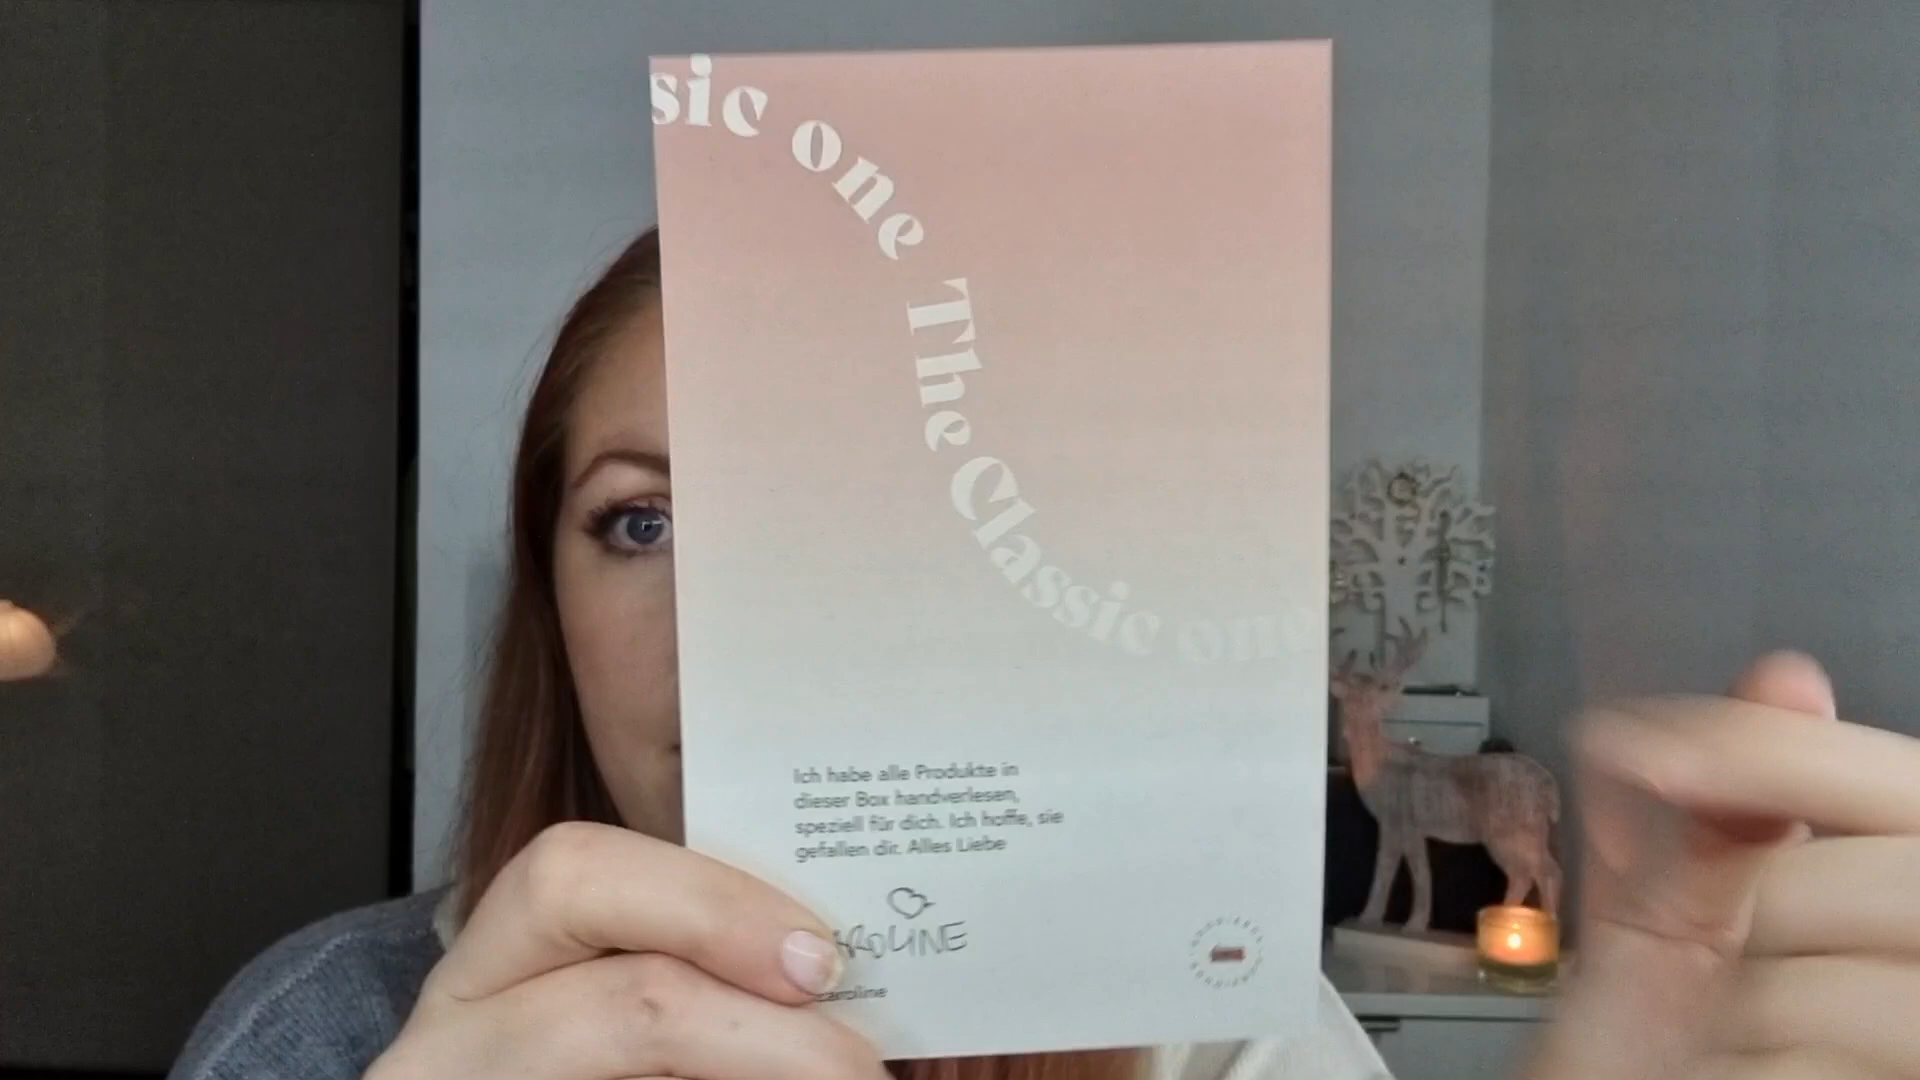 sic one The Classic one
Ich habe alle Produkte in
dieser Box handverlesen,
speziell für dich. Ich hoffe, sie
gefallen dir. Alles Liebe
AROLINE
caroline